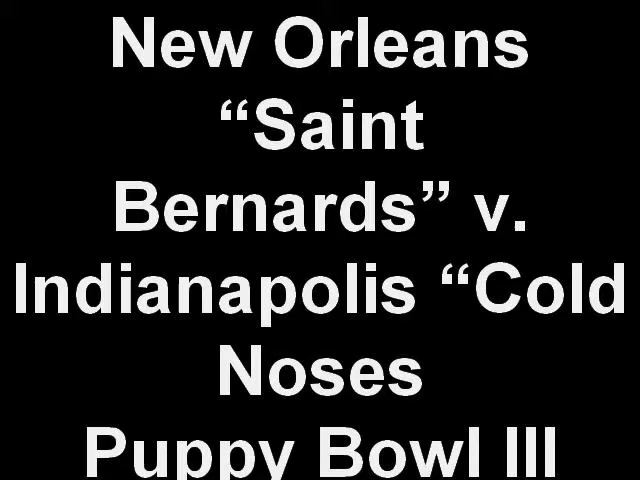 New Orleans
“Saint
Bernards” v.
Indianapolis “Cold
Noses
Puppy Bowl III